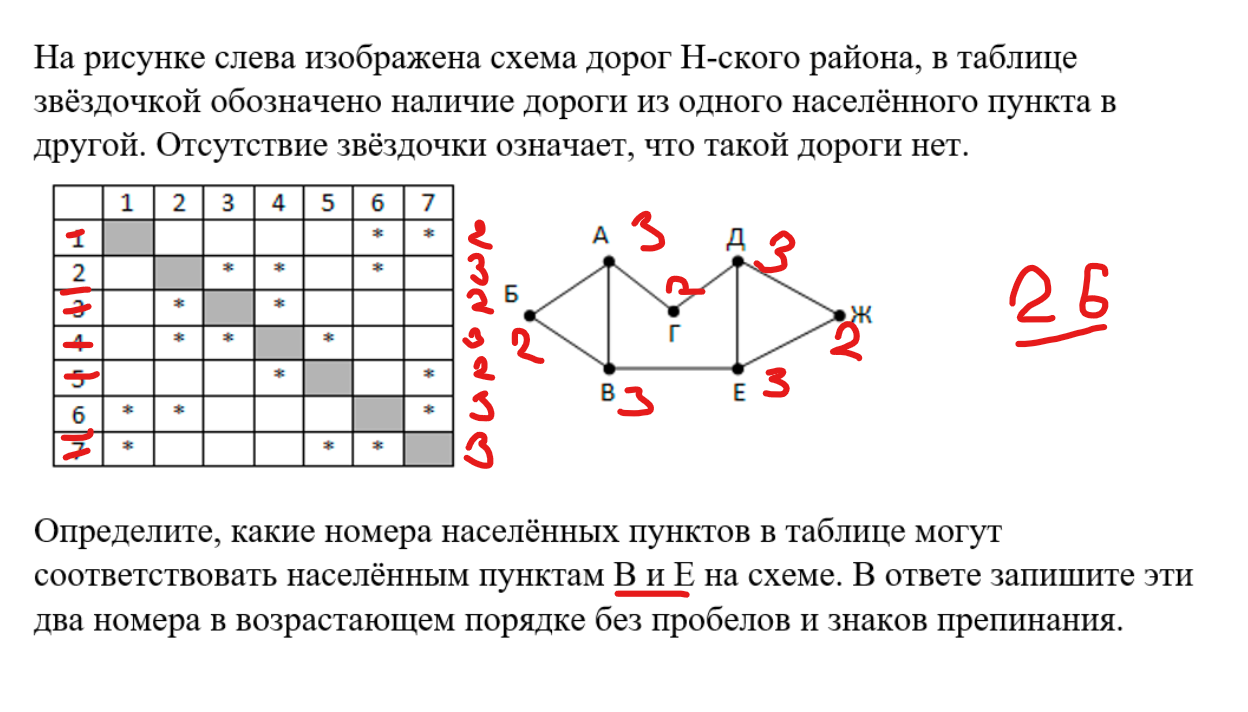 На рисунке слева изображена схема дорог Н-ского района, в таблице
звёздочкой обозначено наличие дороги из одного населённого пункта в
другой. Отсутствие звёздочки означает, что такой дороги нет.
1 2 3 4 5 6 7
1 * * 2
2 * * * 3
3 * * 2
4 * * * 3
5 * * 2
6 * * * 3
7 * * * 3
А 3 Д 3
Б 2 Г 2 Ж 2
В 3 Е 3
26
Определите, какие номера населённых пунктов в таблице могут
соответствовать населённым пунктам В и Е на схеме. В ответе запишите эти
два номера в возрастающем порядке без пробелов и знаков препинания.